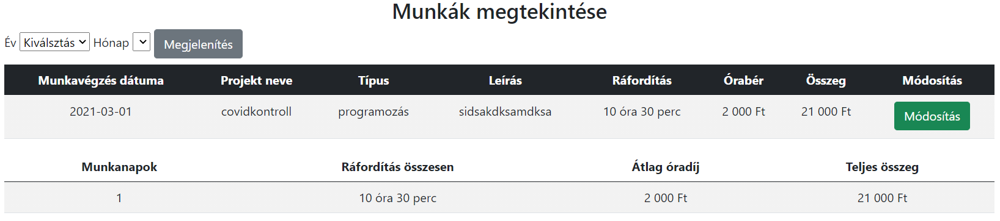 Munkák megtekintése
Év Kiválsztás Hónap Megjelenítés
Munkavégzés dátuma Projekt neve Típus Leírás Ráfordítás Órabér Összeg Módosítás
2021-03-01 covidkontroll programozás sidsakdksamdksa 10 óra 30 perc 2 000 Ft 21 000 Ft Módosítás
Munkanapok Ráfordítás összesen Átlag óradíj Teljes összeg
1 10 óra 30 perc 2 000 Ft 21 000 Ft